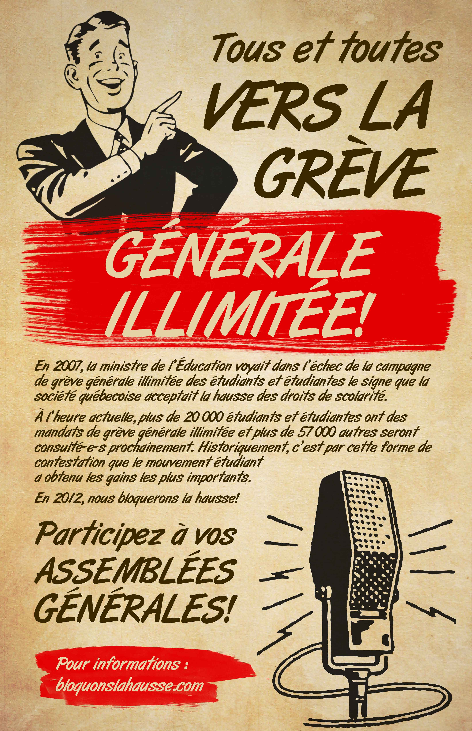 Tous et toutes
VERS LA
GRÈVE
GÉNÉRALE
ILLIMITÉE!
En 2007, la ministre de l'Éducation voyait dans l'échec de la campagne
de grève générale illimitée des étudiants et étudiantes le signe que la
société québecoise acceptait la hausse des droits de scolarité.
À l'heure actuelle, plus de 20 000 étudiants et étudiantes ont des
mandats de grève générale illimitée et plus de 57 000 autres seront
consulté-e-s prochainement. Historiquement, c'est par cette forme de
contestation que le mouvement étudiant
a obtenu les gains les plus importants.
En 2012, nous bloquerons la hausse!
Participez à vos
ASSEMBLÉES
GÉNÉRALES!
Pour informations :
bloquonslahausse.com